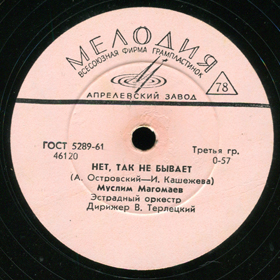 МЕЛОДИЯ
ВСЕСОЮЗНАЯ ФИРМА ГРАМПЛАСТИНОК
АПРЕЛЕВСКИЙ ЗАВОД
78
ГОСТ 5289-61
46120
Третья гр.
0-57
НЕТ, ТАК НЕ БЫВАЕТ
(А. Островский—И. Кашежева)
Муслим Магомаев
Эстрадный оркестр
Дирижер В. Терлецкий